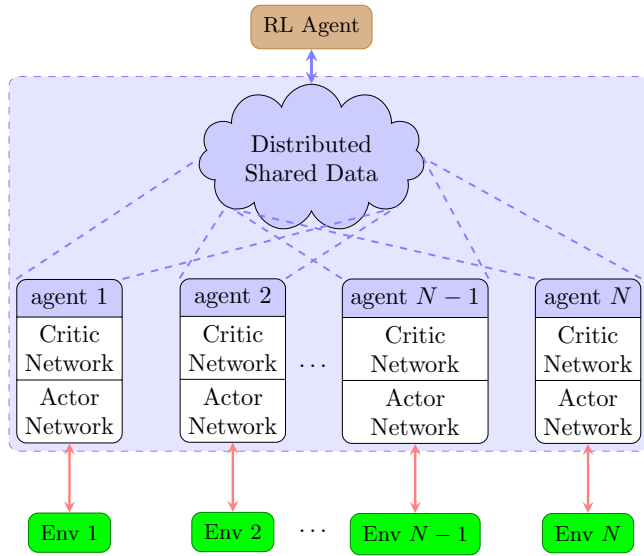 RL Agent
Distributed
Shared Data
agent 1
agent 2
agent N − 1
agent N
Critic
Network
Critic
Network
Critic
Network
Critic
Network
...
Actor
Network
Actor
Network
Actor
Network
Actor
Network
Env 1
Env 2
...
Env N − 1
Env N